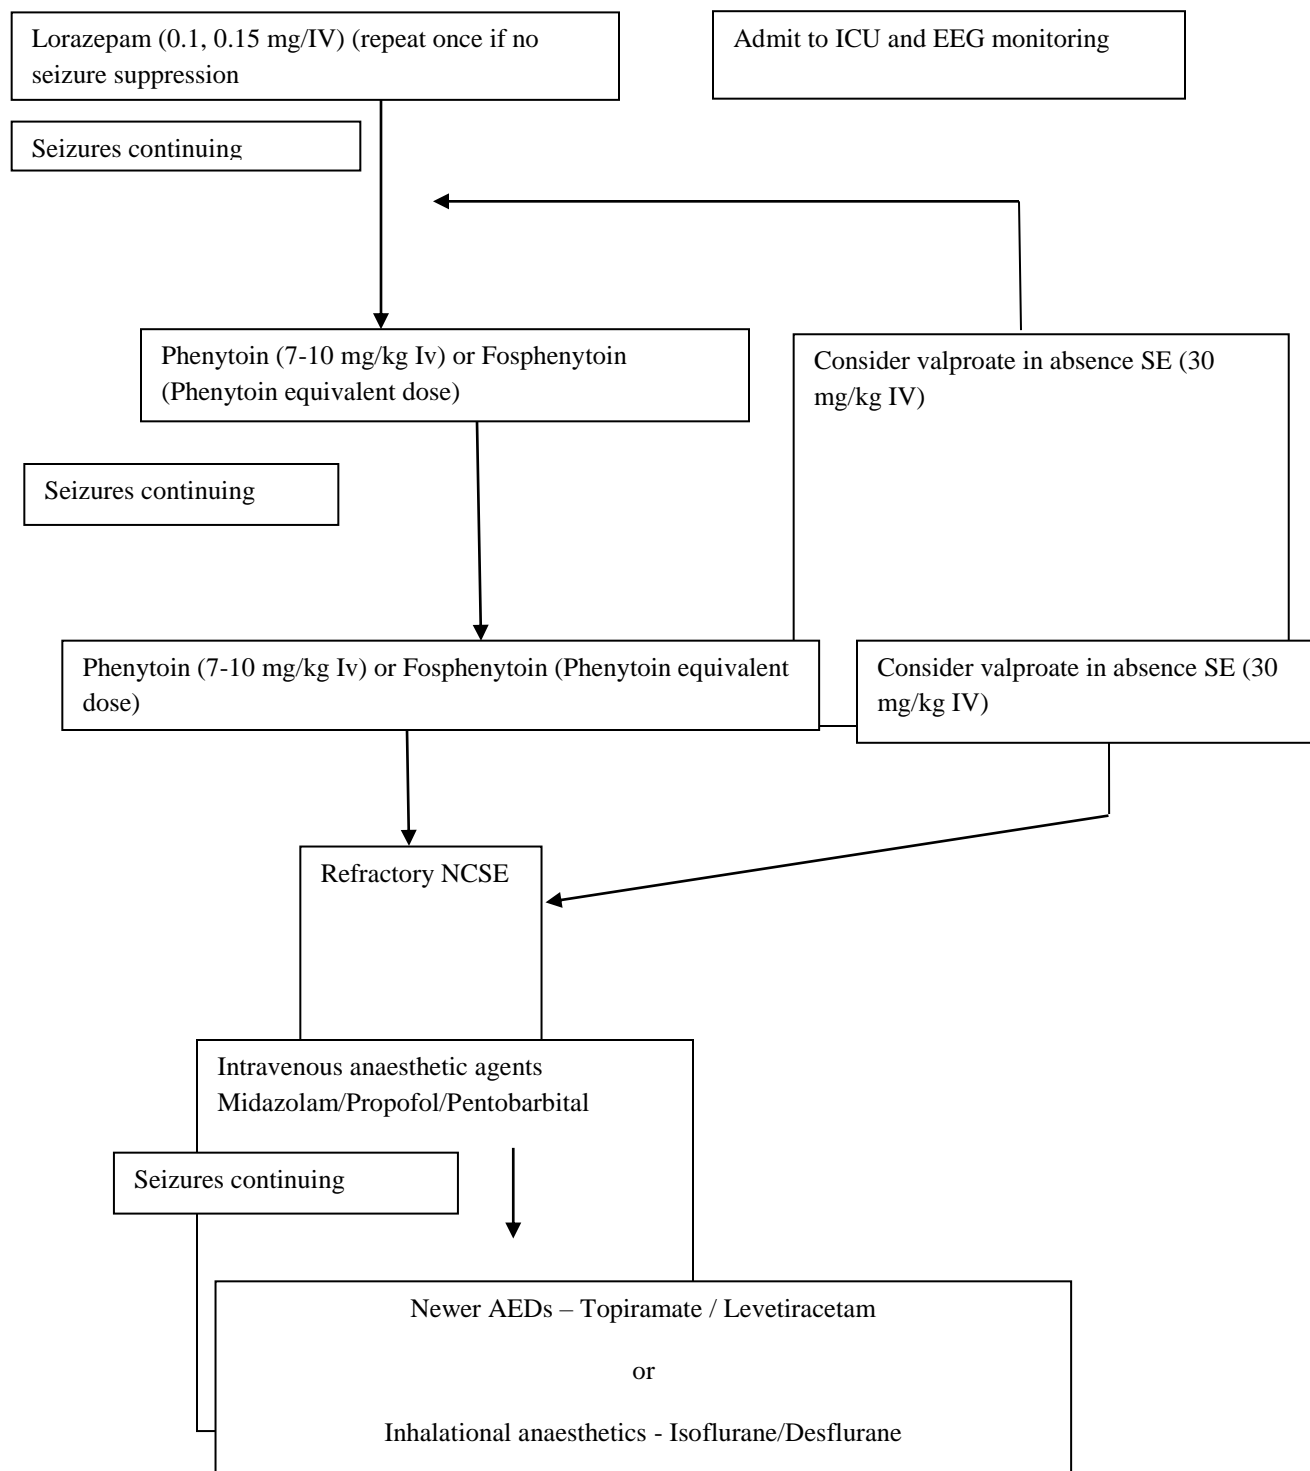 Lorazepam (0.1, 0.15 mg/IV) (repeat once if no
seizure suppression
Admit to ICU and EEG monitoring
Seizures continuing
Phenytoin (7-10 mg/kg Iv) or Fosphenytoin
(Phenytoin equivalent dose)
Consider valproate in absence SE (30
mg/kg IV)
Seizures continuing
Phenytoin (7-10 mg/kg Iv) or Fosphenytoin (Phenytoin equivalent
dose)
Consider valproate in absence SE (30
mg/kg IV)
Refractory NCSE
Intravenous anaesthetic agents
Midazolam/Propofol/Pentobarbital
Seizures continuing
Newer AEDs – Topiramate / Levetiracetam
or
Inhalational anaesthetics - Isoflurane/Desflurane